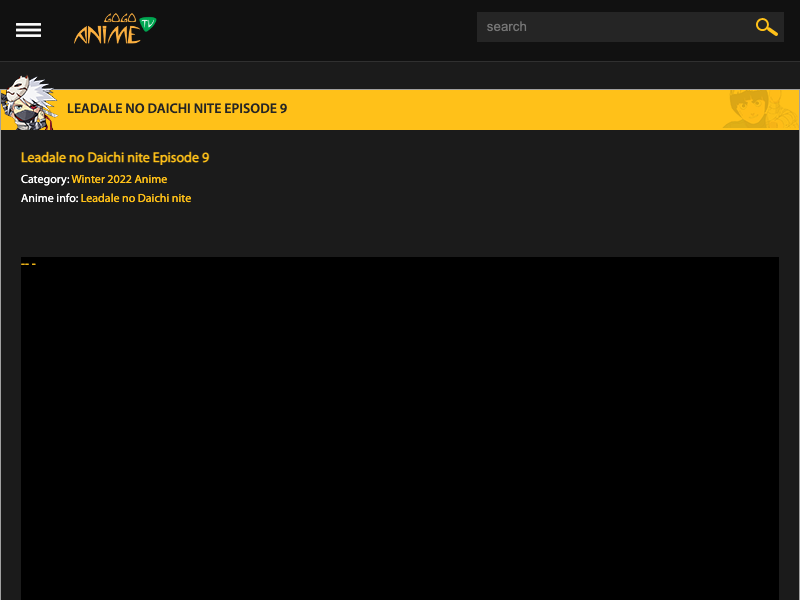 GOGO
ANIME TV
search
LEADALE NO DAICHI NITE EPISODE 9
Leadale no Daichi nite Episode 9
Category: Winter 2022 Anime
Anime info: Leadale no Daichi nite